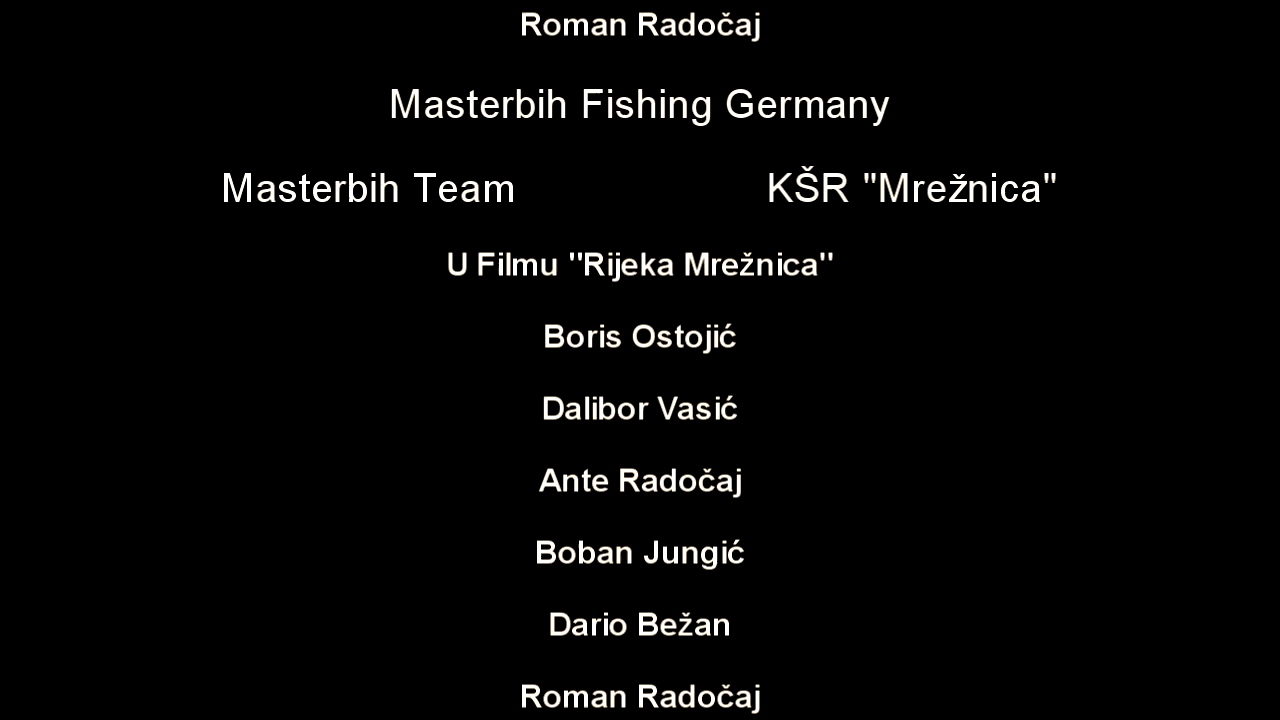 Roman Radočaj
Masterbih Fishing Germany
Masterbih Team KŠR "Mrežnica"
U Filmu "Rijeka Mrežnica"
Boris Ostojić
Dalibor Vasić
Ante Radočaj
Boban Jungić
Dario Bežan
Roman Radočaj